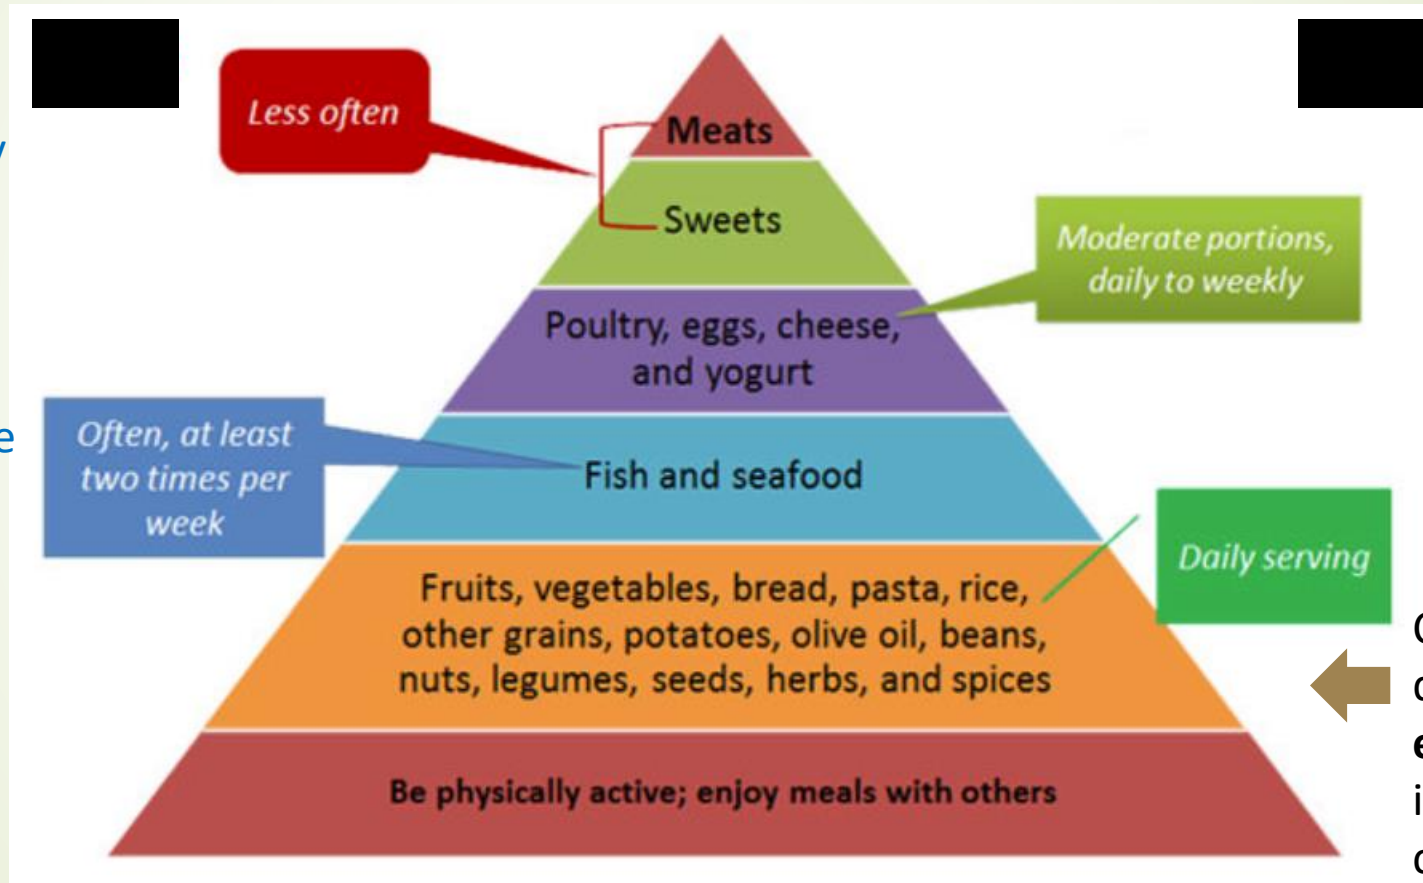 Less often
Meats
Sweets
Moderate portions,
daily to weekly
Poultry, eggs, cheese,
and yogurt
Often, at least
two times per
week
Fish and seafood
Daily serving
Fruits, vegetables, bread, pasta, rice,
other grains, potatoes, olive oil, beans,
nuts, legumes, seeds, herbs, and spices
Be physically active; enjoy meals with others